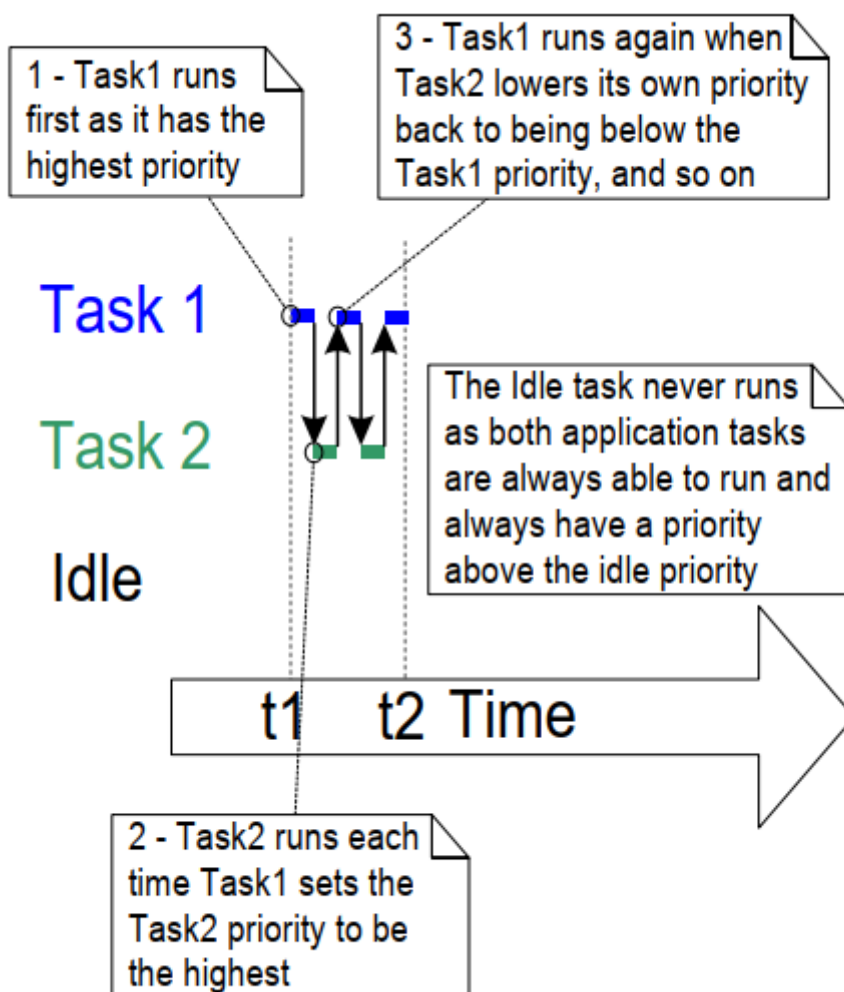 1 - Task1 runs
first as it has the
highest priority
3 - Task1 runs again when
Task2 lowers its own priority
back to being below the
Task1 priority, and so on
Task 1
Task 2
Idle
The Idle task never runs
as both application tasks
are always able to run and
always have a priority
above the idle priority
t1 t2 Time
2 - Task2 runs each
time Task1 sets the
Task2 priority to be
the highest